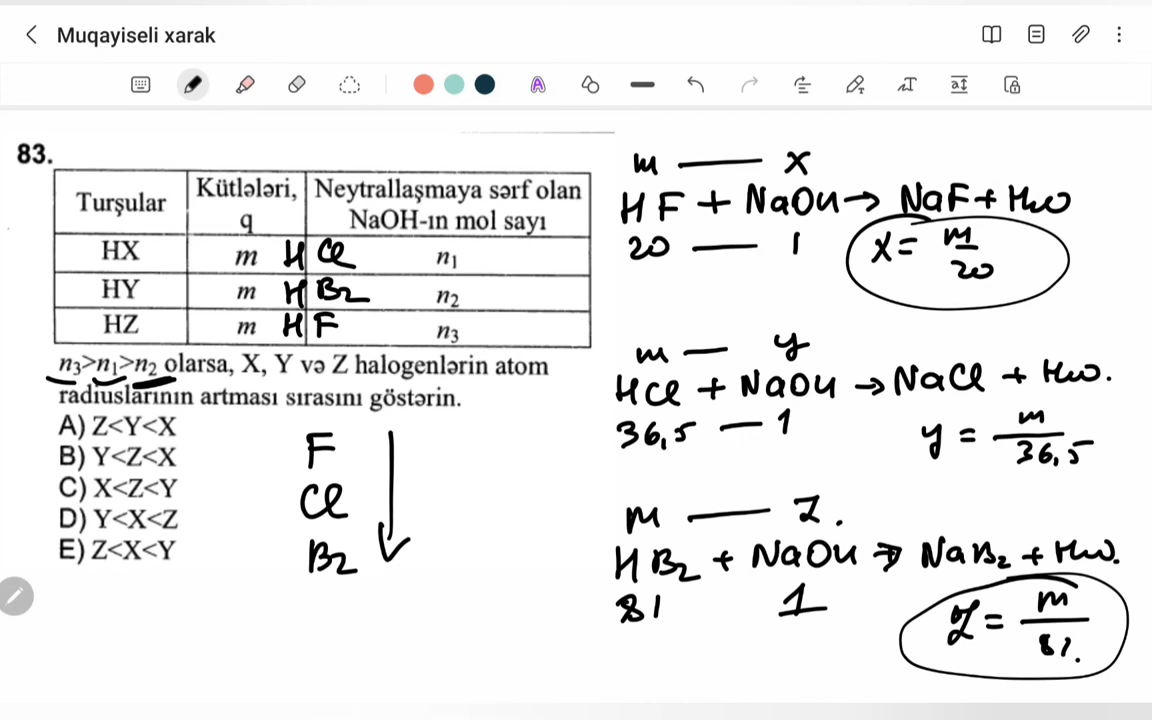 Muqayiseli xarak
83.
Turşular | Kütlələri, q | Neytrallaşmaya sərf olan NaOH-ın mol sayı
HX | m | HCl | n₁
HY | m | HBr | n₂
HZ | m | HF | n₃
n₃>n₁>n₂ olarsa, X, Y və Z halogenlərin atom
radiuslarının artması sırasını göstərin.
A) Z<Y<X
B) Y<Z<X
C) X<Z<Y
D) Y<X<Z
E) Z<X<Y
F
Cl
Br
m — x
HF + NaOH → NaF + H₂O
20 — 1
x = m/20
m — y
HCl + NaOH → NaCl + H₂O.
36,5 — 1
y = m/36,5
m — z.
HBr + NaOH → NaBr + H₂O.
81 1
z = m/81.